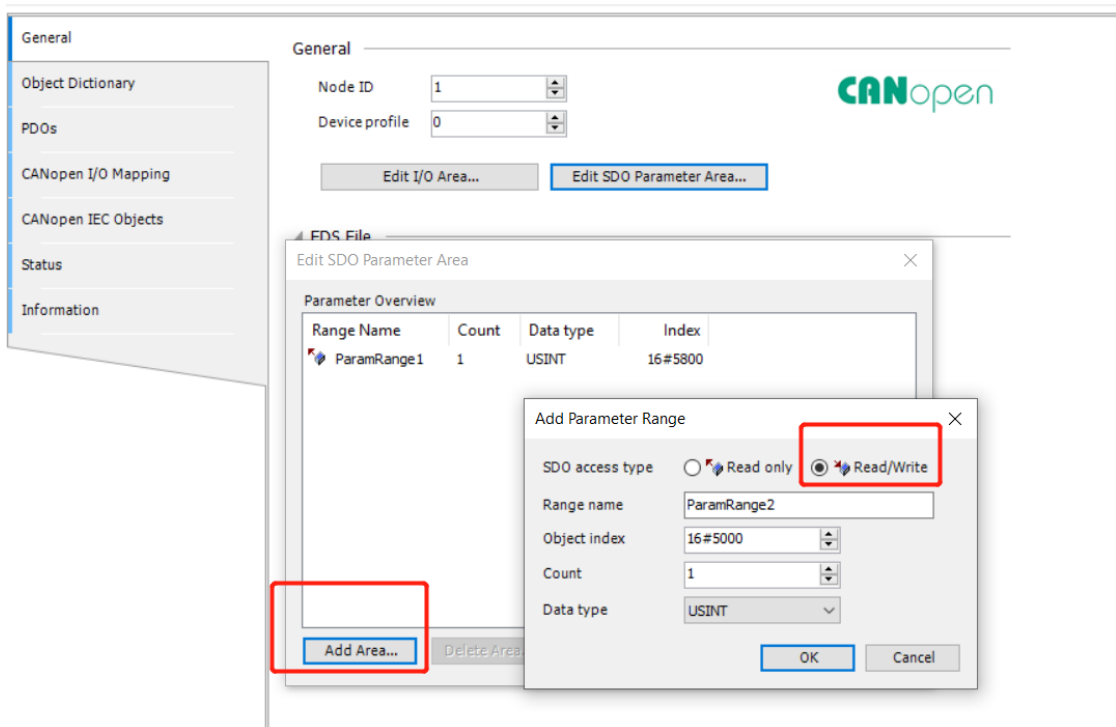 General
Object Dictionary
PDOs
CANopen I/O Mapping
CANopen IEC Objects
Status
Information
General
Node ID 1
Device profile 0
CANopen
Edit I/O Area... Edit SDO Parameter Area...
EDS File
Edit SDO Parameter Area
Parameter Overview
Range Name Count Data type Index
ParamRange1 1 USINT 16#5800
Add Area... Delete Area
Add Parameter Range
SDO access type Read only Read/Write
Range name ParamRange2
Object index 16#5000
Count 1
Data type USINT
OK Cancel